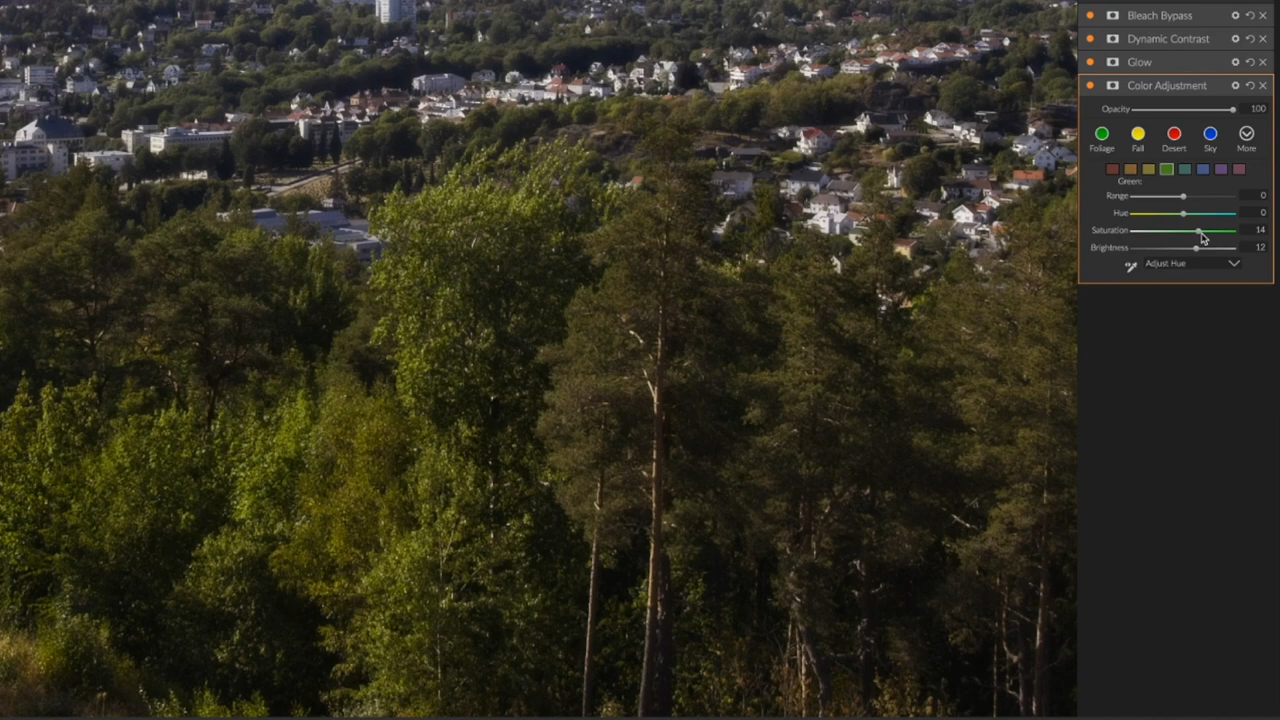 Bleach Bypass
Dynamic Contrast
Glow
Color Adjustment
Opacity 100
Foliage Fall Desert Sky More
Green:
Range 0
Hue 0
Saturation 14
Brightness 12
Adjust Hue